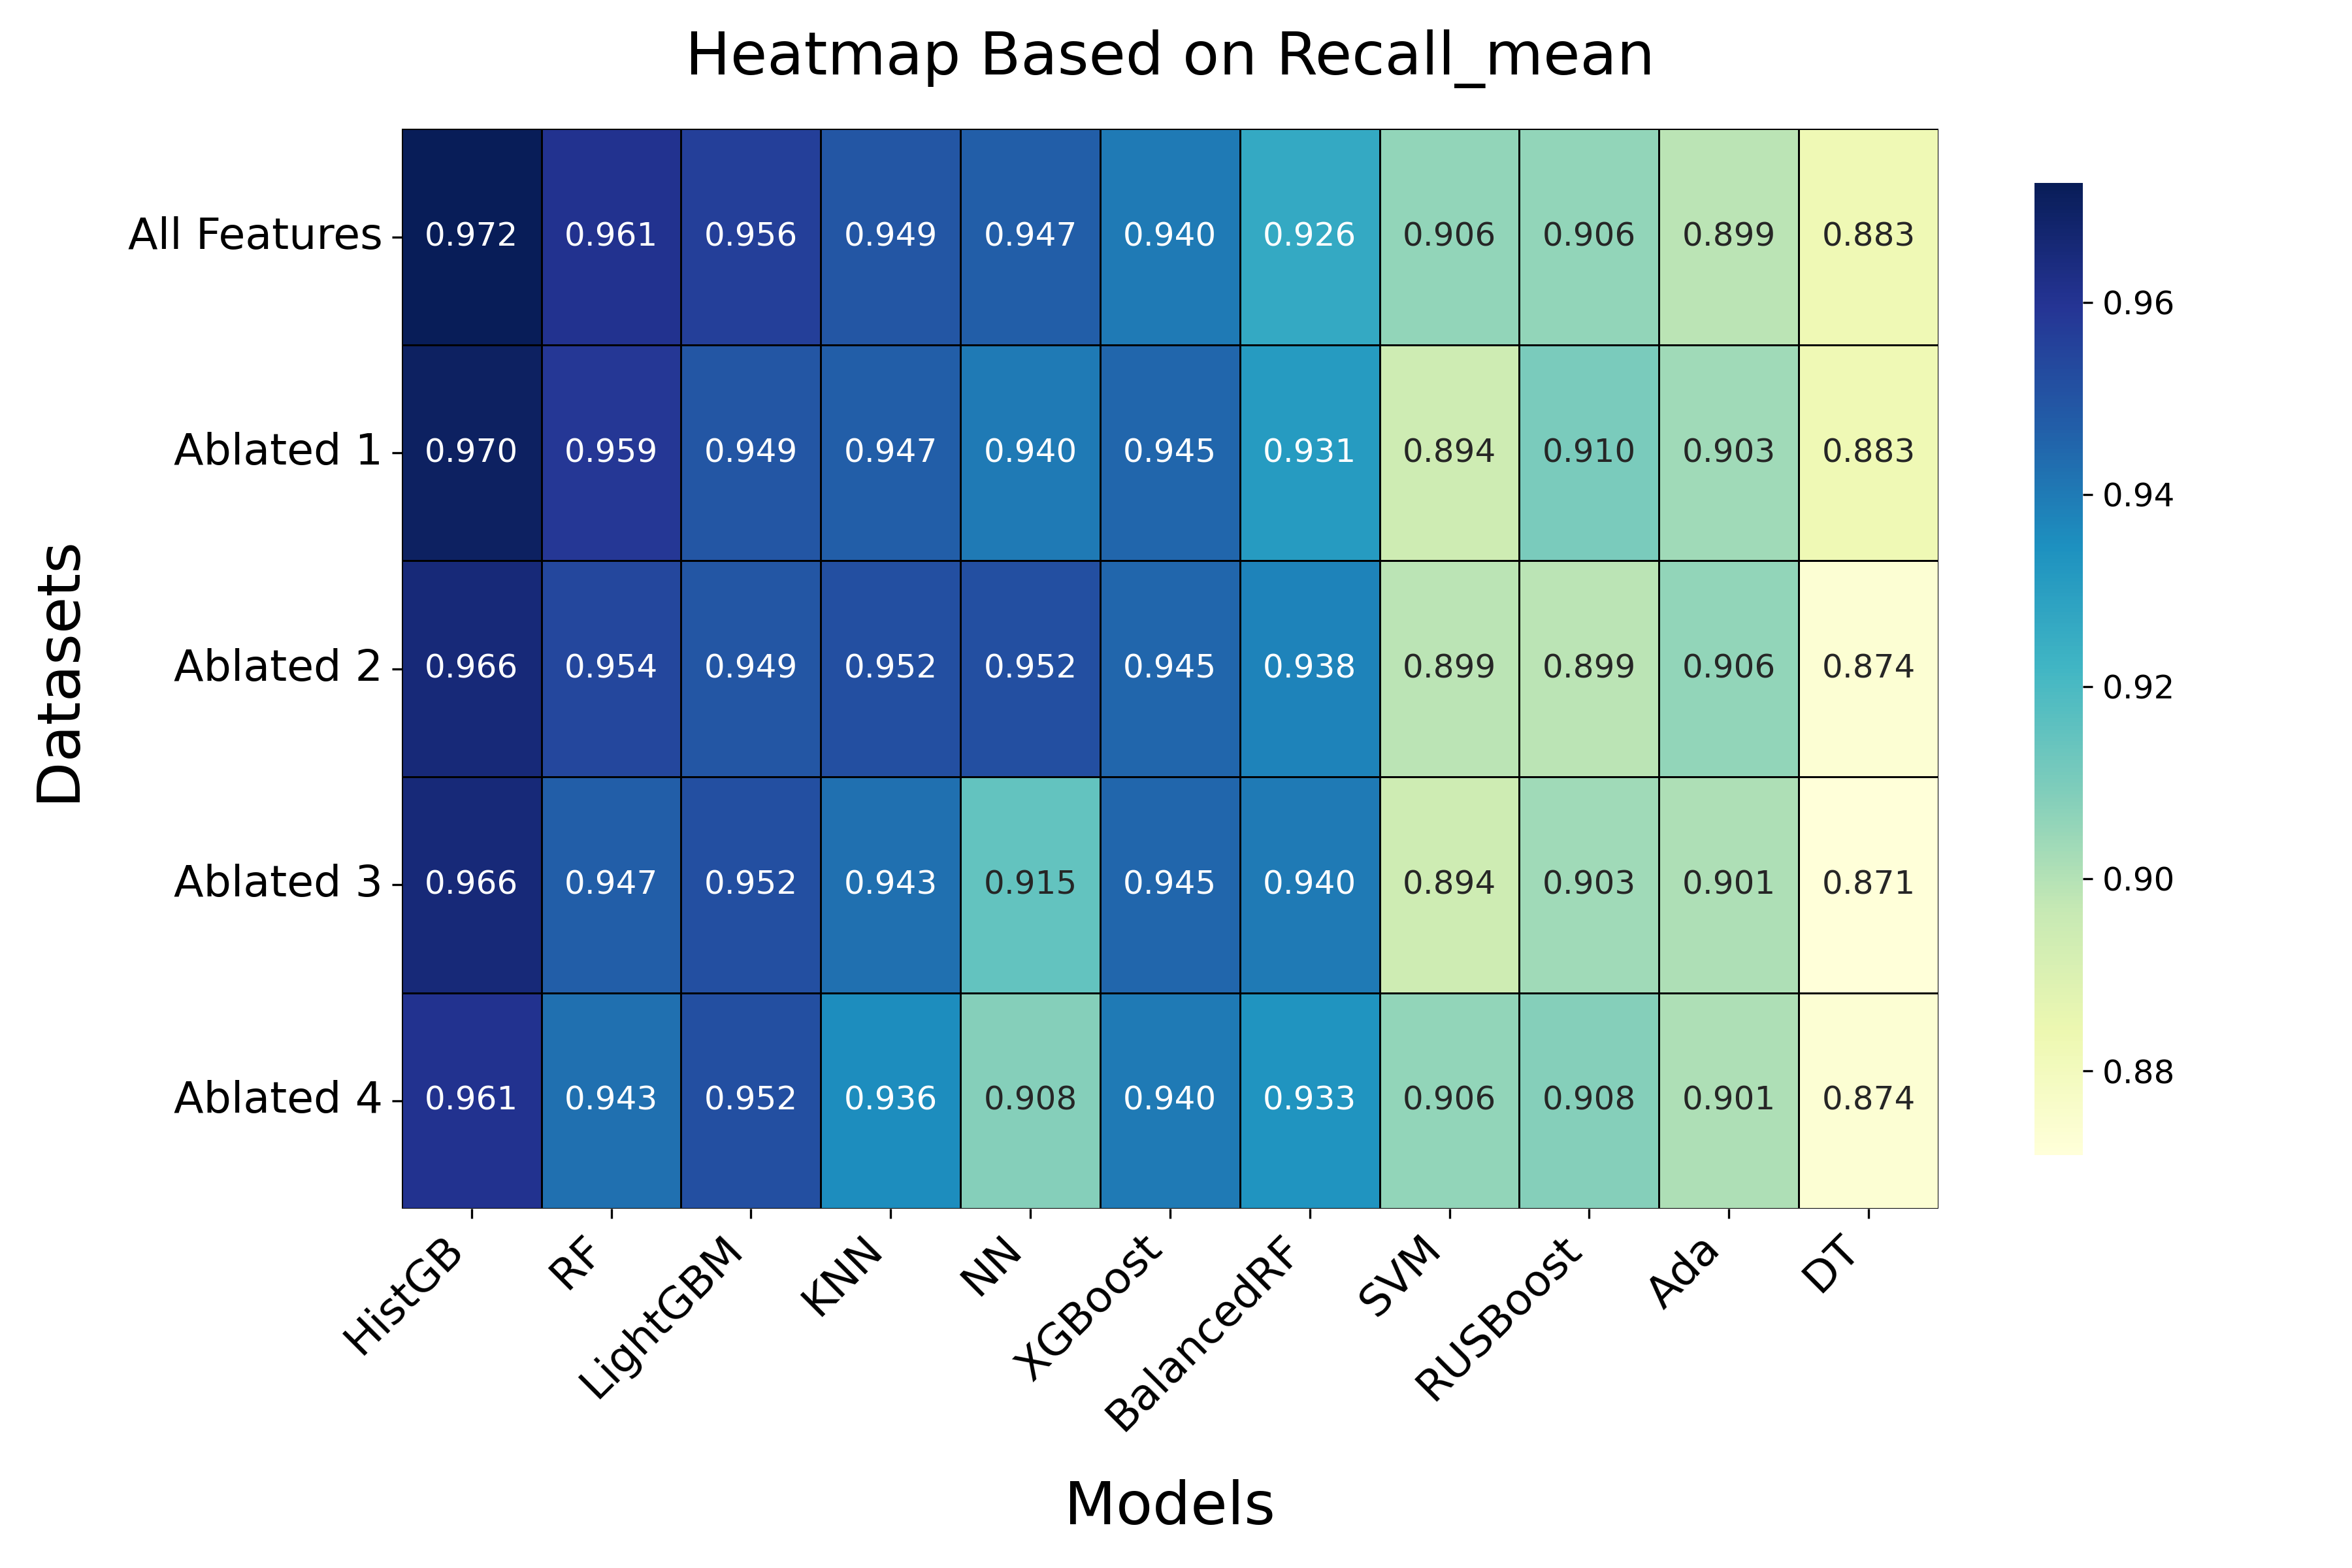 Heatmap Based on Recall_mean
Datasets
All Features 0.972 0.961 0.956 0.949 0.947 0.940 0.926 0.906 0.906 0.899 0.883
Ablated 1 0.970 0.959 0.949 0.947 0.940 0.945 0.931 0.894 0.910 0.903 0.883
Ablated 2 0.966 0.954 0.949 0.952 0.952 0.945 0.938 0.899 0.899 0.906 0.874
Ablated 3 0.966 0.947 0.952 0.943 0.915 0.945 0.940 0.894 0.903 0.901 0.871
Ablated 4 0.961 0.943 0.952 0.936 0.908 0.940 0.933 0.906 0.908 0.901 0.874
HistGB RF LightGBM KNN NN XGBoost BalancedRF SVM RUSBoost Ada DT
Models
0.96
0.94
0.92
0.90
0.88